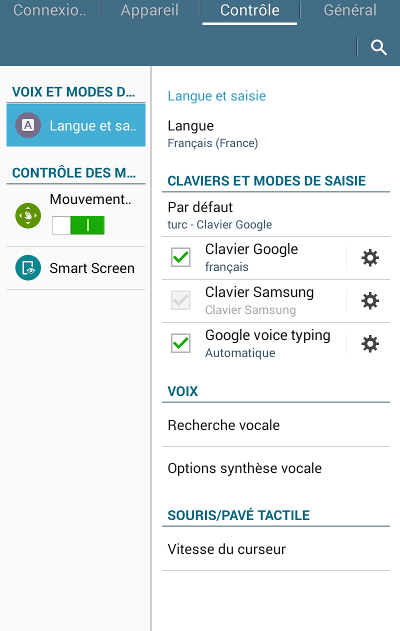 Connexio..
Appareil
Contrôle
Général
VOIX ET MODES D...
A
Langue et sa..
CONTRÔLE DES M...
Mouvement..
Smart Screen
Langue et saisie
Langue
Français (France)
CLAVIERS ET MODES DE SAISIE
Par défaut
turc - Clavier Google
Clavier Google
français
Clavier Samsung
Clavier Samsung
Google voice typing
Automatique
VOIX
Recherche vocale
Options synthèse vocale
SOURIS/PAVÉ TACTILE
Vitesse du curseur